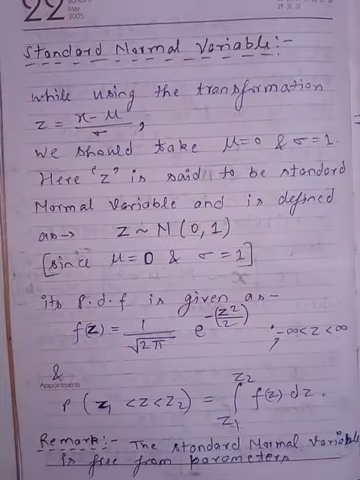 22
May
2005
Standard Normal Variable:-
while using the transformation
z = x-μ/σ,
we should take μ=0 & σ=1.
Here 'z' is said to be standard
Normal Variable and is defined
as→ Z ~ N(0,1)
[since μ=0 & σ=1]
its P.d.f is given as-
f(z) = 1/√2π e^-(z²/2) , -∞<z<∞
&
Appointments
P(z₁<z<z₂) = ∫z₁^z₂ f(z) dz.
Remark:- The standard Normal Variable
is free from parameters